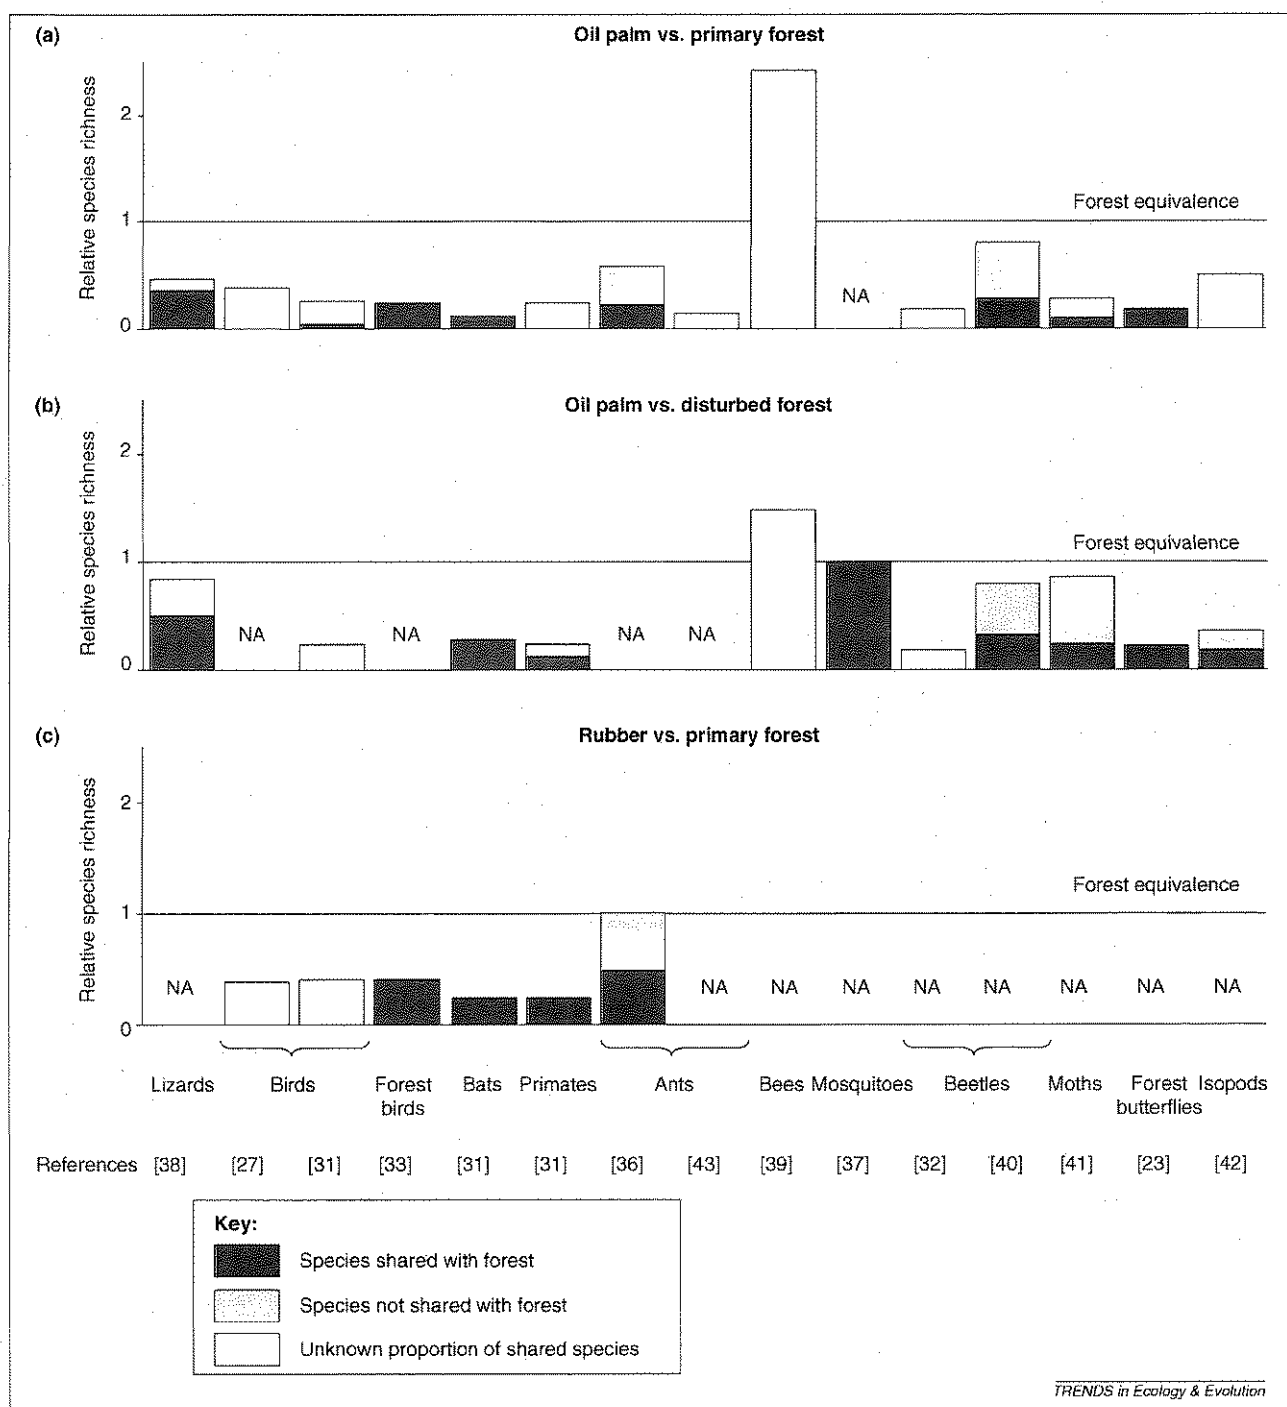 (a) Oil palm vs. primary forest
Relative species richness
2
Forest equivalence
1
NA
0
(b) Oil palm vs. disturbed forest
Relative species richness
2
Forest equivalence
1
NA NA NA NA
0
(c) Rubber vs. primary forest
Relative species richness
2
Forest equivalence
1
NA NA NA NA NA NA NA NA NA
0
Lizards Birds Forest birds Bats Primates Ants Bees Mosquitoes Beetles Moths Forest butterflies Isopods
References [38] [27] [31] [33] [31] [31] [36] [43] [39] [37] [32] [40] [41] [23] [42]
Key:
Species shared with forest
Species not shared with forest
Unknown proportion of shared species
TRENDS in Ecology & Evolution